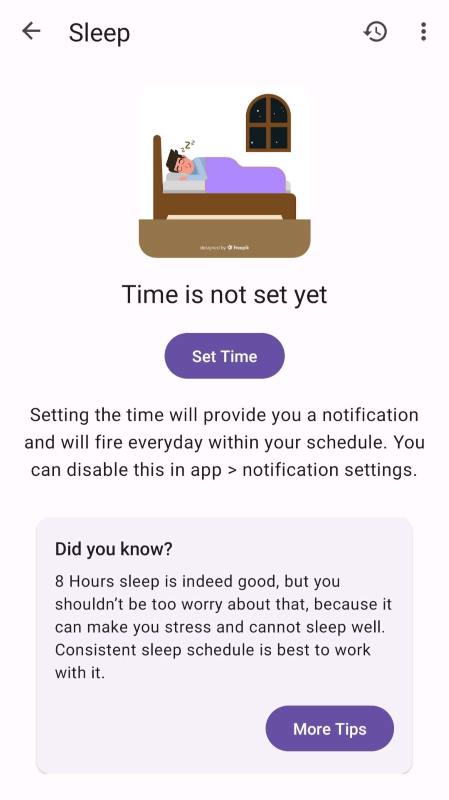 Sleep
zZZ
designed by freepik
Time is not set yet
Set Time
Setting the time will provide you a notification
and will fire everyday within your schedule. You
can disable this in app > notification settings.
Did you know?
8 Hours sleep is indeed good, but you
shouldn't be too worry about that, because it
can make you stress and cannot sleep well.
Consistent sleep schedule is best to work
with it.
More Tips